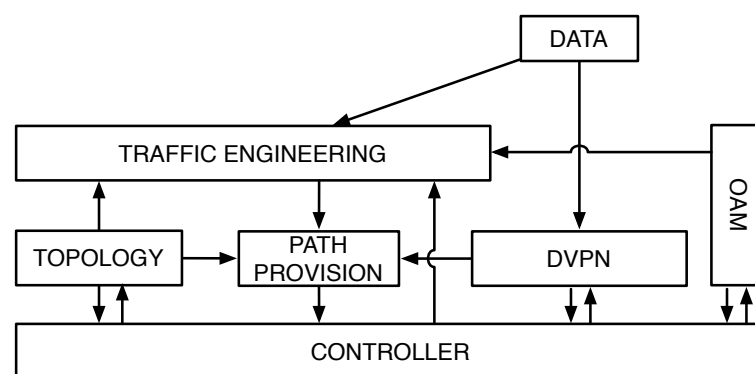 DATA
TRAFFIC ENGINEERING
OAM
TOPOLOGY
PATH
PROVISION
DVPN
CONTROLLER